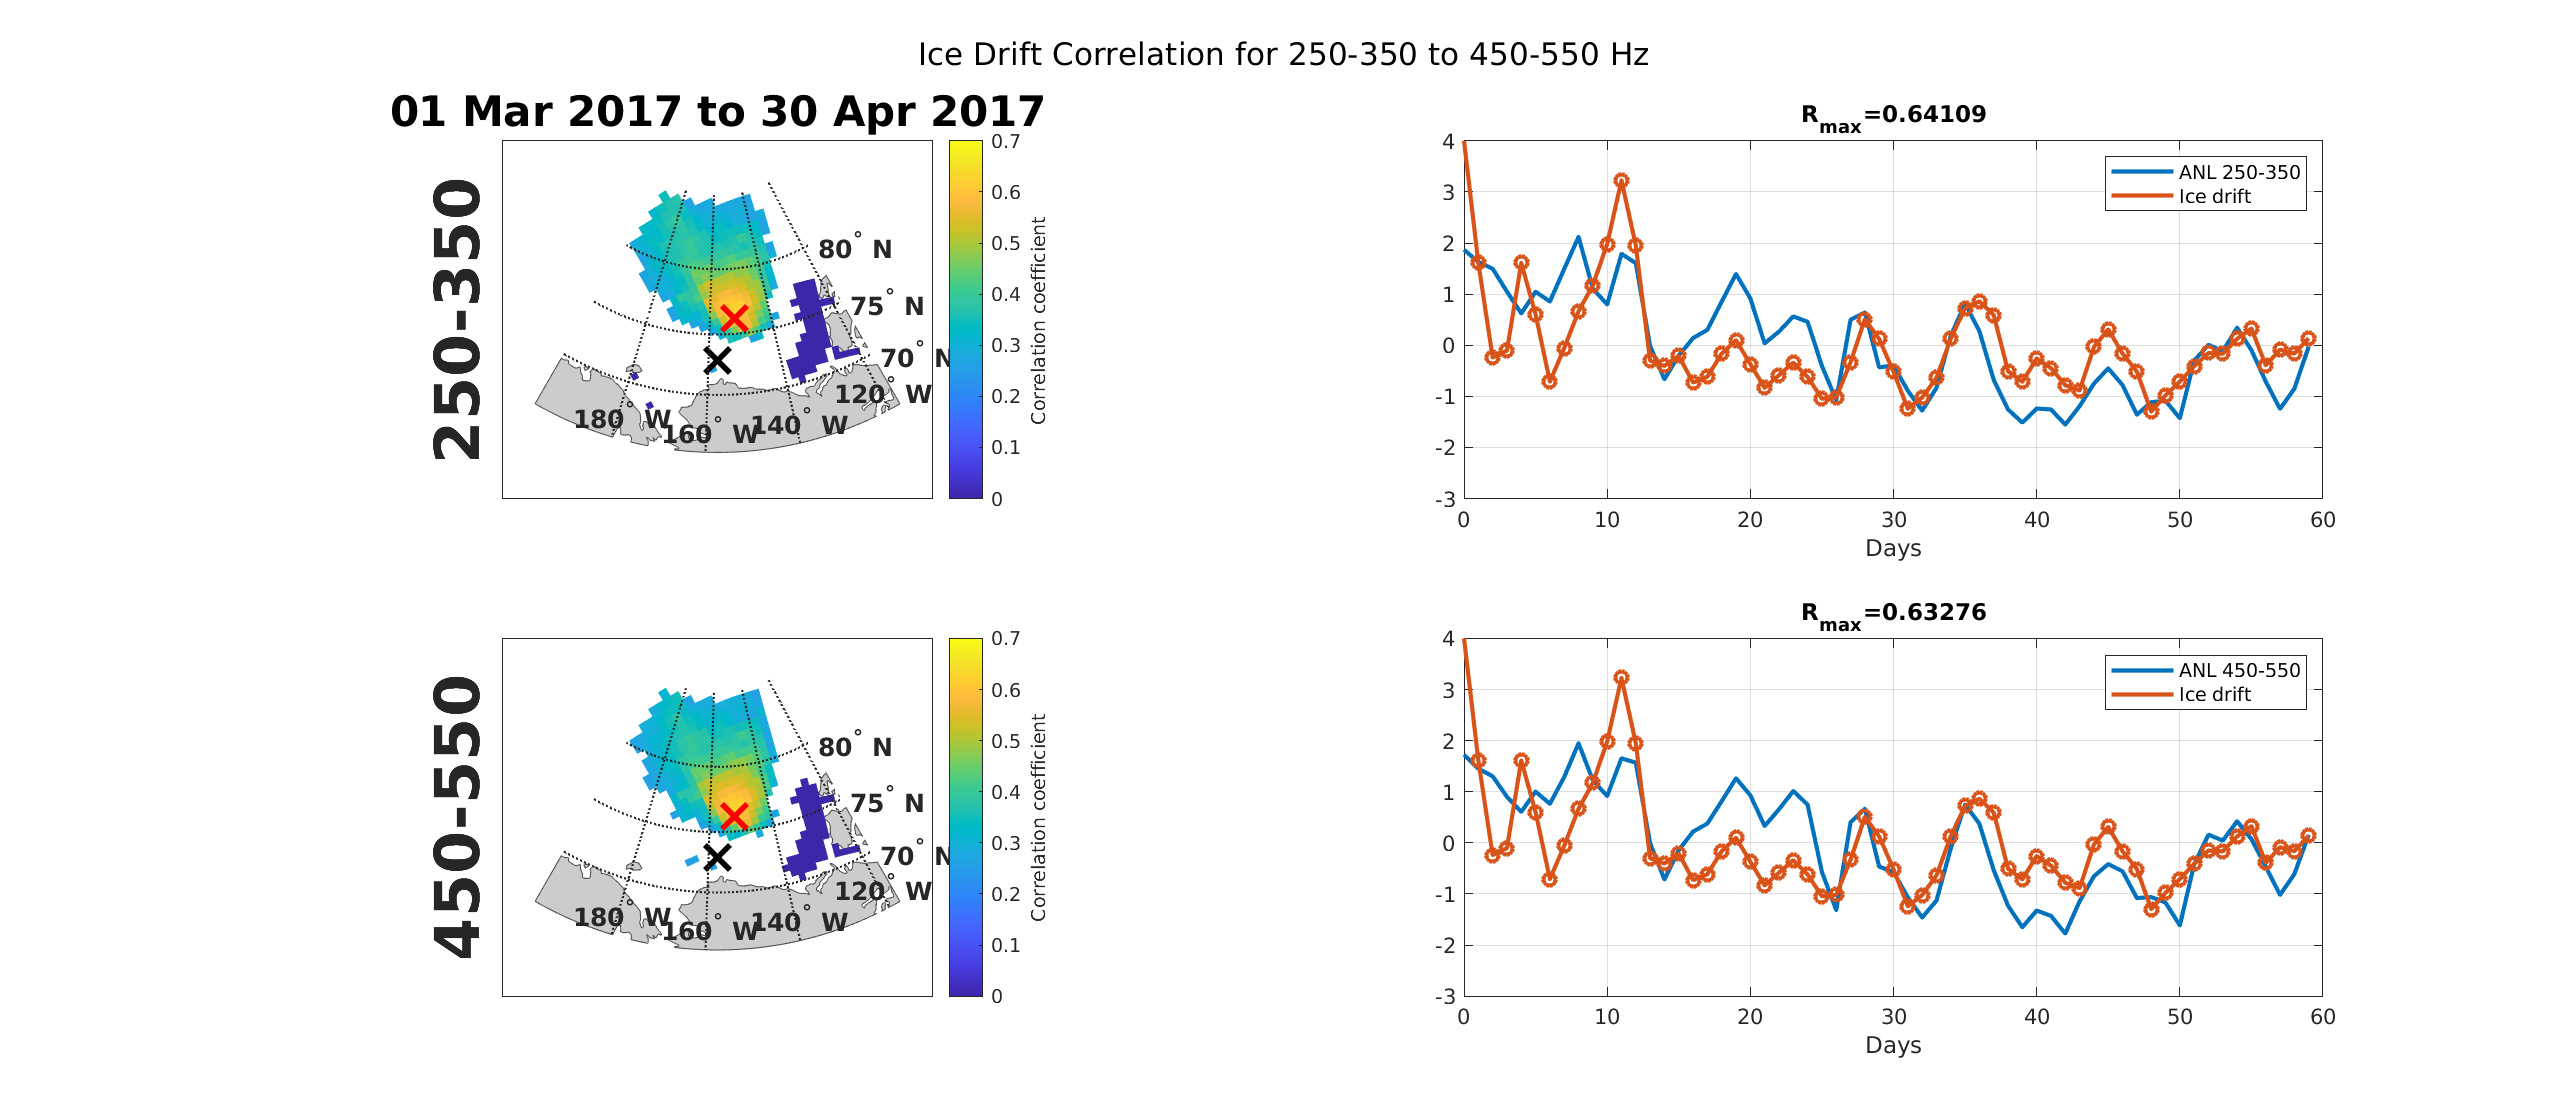 Ice Drift Correlation for 250-350 to 450-550 Hz
01 Mar 2017 to 30 Apr 2017
250-350
80° N
75° N
70° N
120° W
180° W
160° W
140° W
0.7
0.6
0.5
0.4
0.3
0.2
0.1
0
Correlation coefficient
Rmax=0.64109
4
3
2
1
0
-1
-2
-3
0 10 20 30 40 50 60
Days
ANL 250-350
Ice drift
450-550
80° N
75° N
70° N
120° W
180° W
160° W
140° W
0.7
0.6
0.5
0.4
0.3
0.2
0.1
0
Correlation coefficient
Rmax=0.63276
4
3
2
1
0
-1
-2
-3
0 10 20 30 40 50 60
Days
ANL 450-550
Ice drift